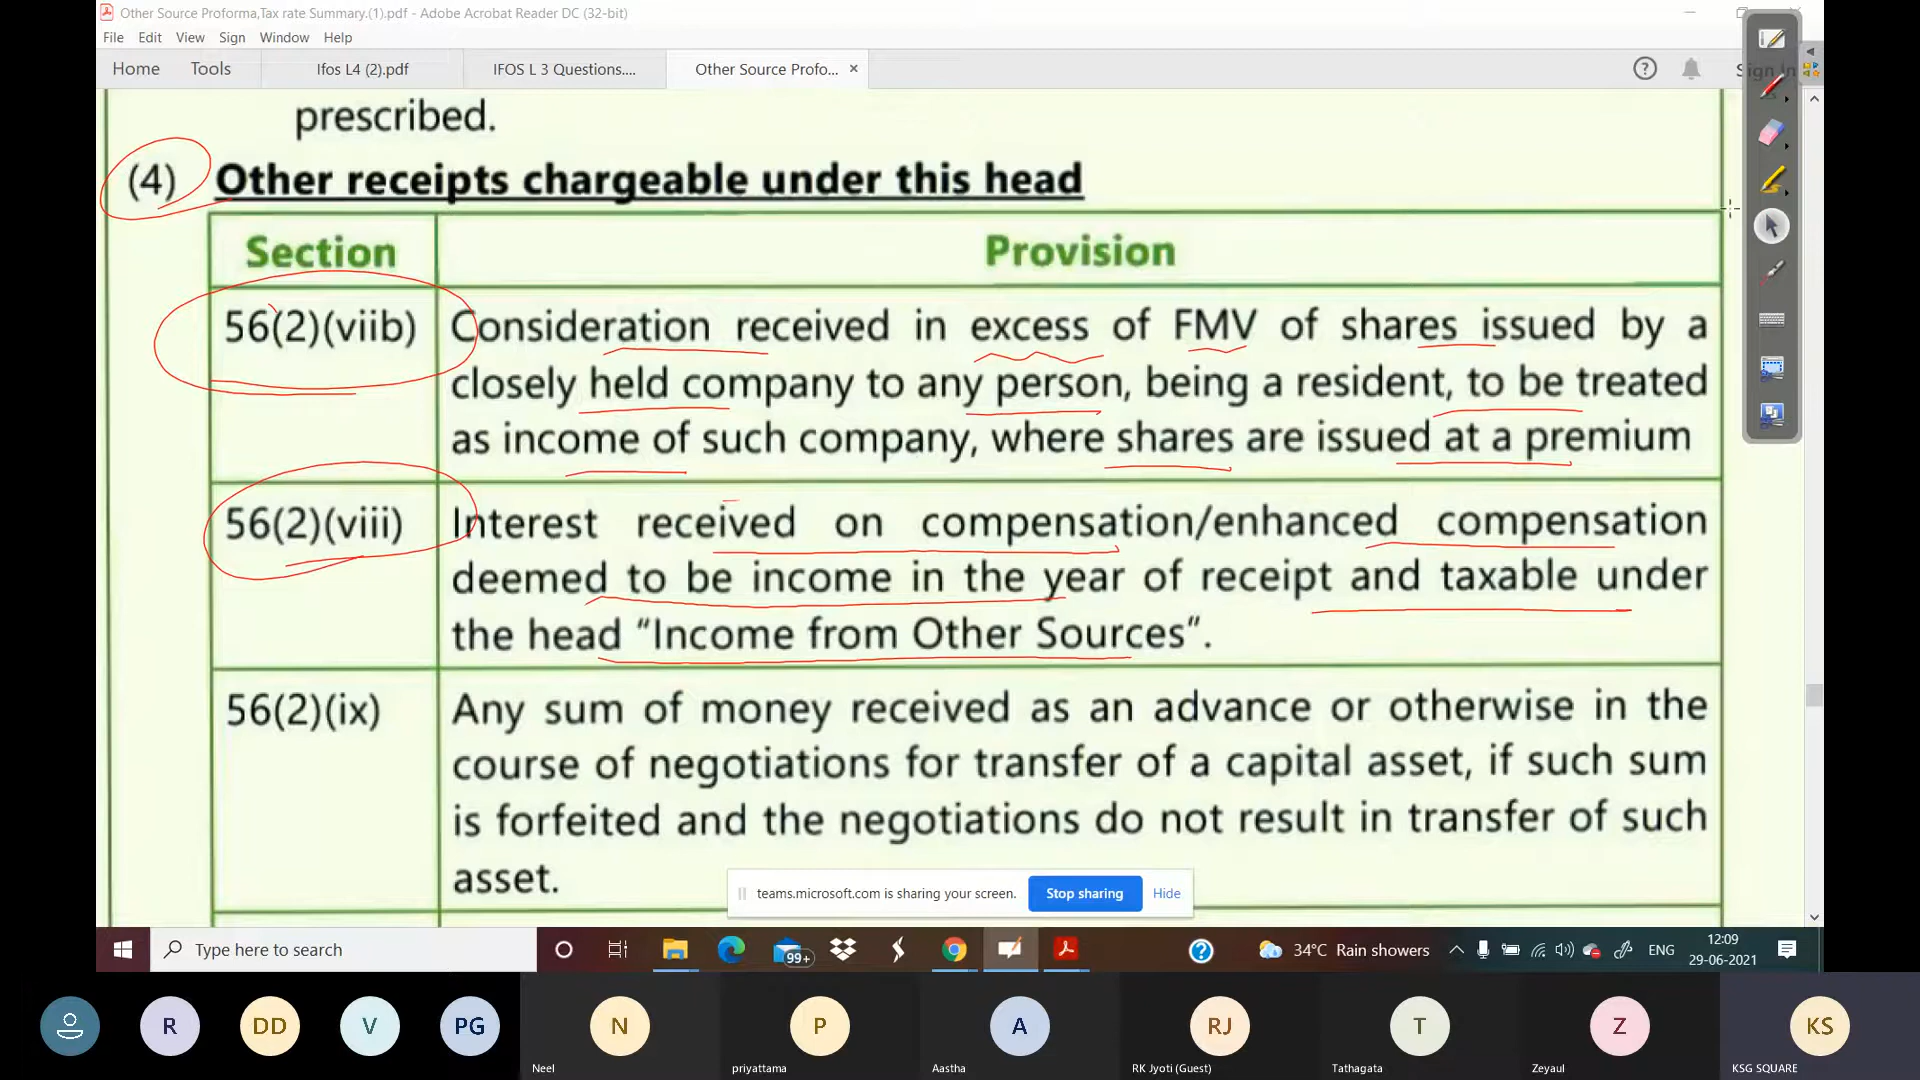 Other Source Proforma,Tax rate Summary.(1).pdf - Adobe Acrobat Reader DC (32-bit)
File Edit View Sign Window Help
Home Tools Ifos L4 (2).pdf IFOS L 3 Questions.... Other Source Profo... × Sign In
prescribed.
(4) Other receipts chargeable under this head
Section Provision
56(2)(viib) Consideration received in excess of FMV of shares issued by a
closely held company to any person, being a resident, to be treated
as income of such company, where shares are issued at a premium
56(2)(viii) Interest received on compensation/enhanced compensation
deemed to be income in the year of receipt and taxable under
the head “Income from Other Sources”.
56(2)(ix) Any sum of money received as an advance or otherwise in the
course of negotiations for transfer of a capital asset, if such sum
is forfeited and the negotiations do not result in transfer of such
asset.
teams.microsoft.com is sharing your screen. Stop sharing Hide
Type here to search 99+ 34°C Rain showers ENG 12:09
29-06-2021
R DD V PG N P A RJ T Z KS
Neel priyattama Aastha RK Jyoti (Guest) Tathagata Zeyaul KSG SQUARE